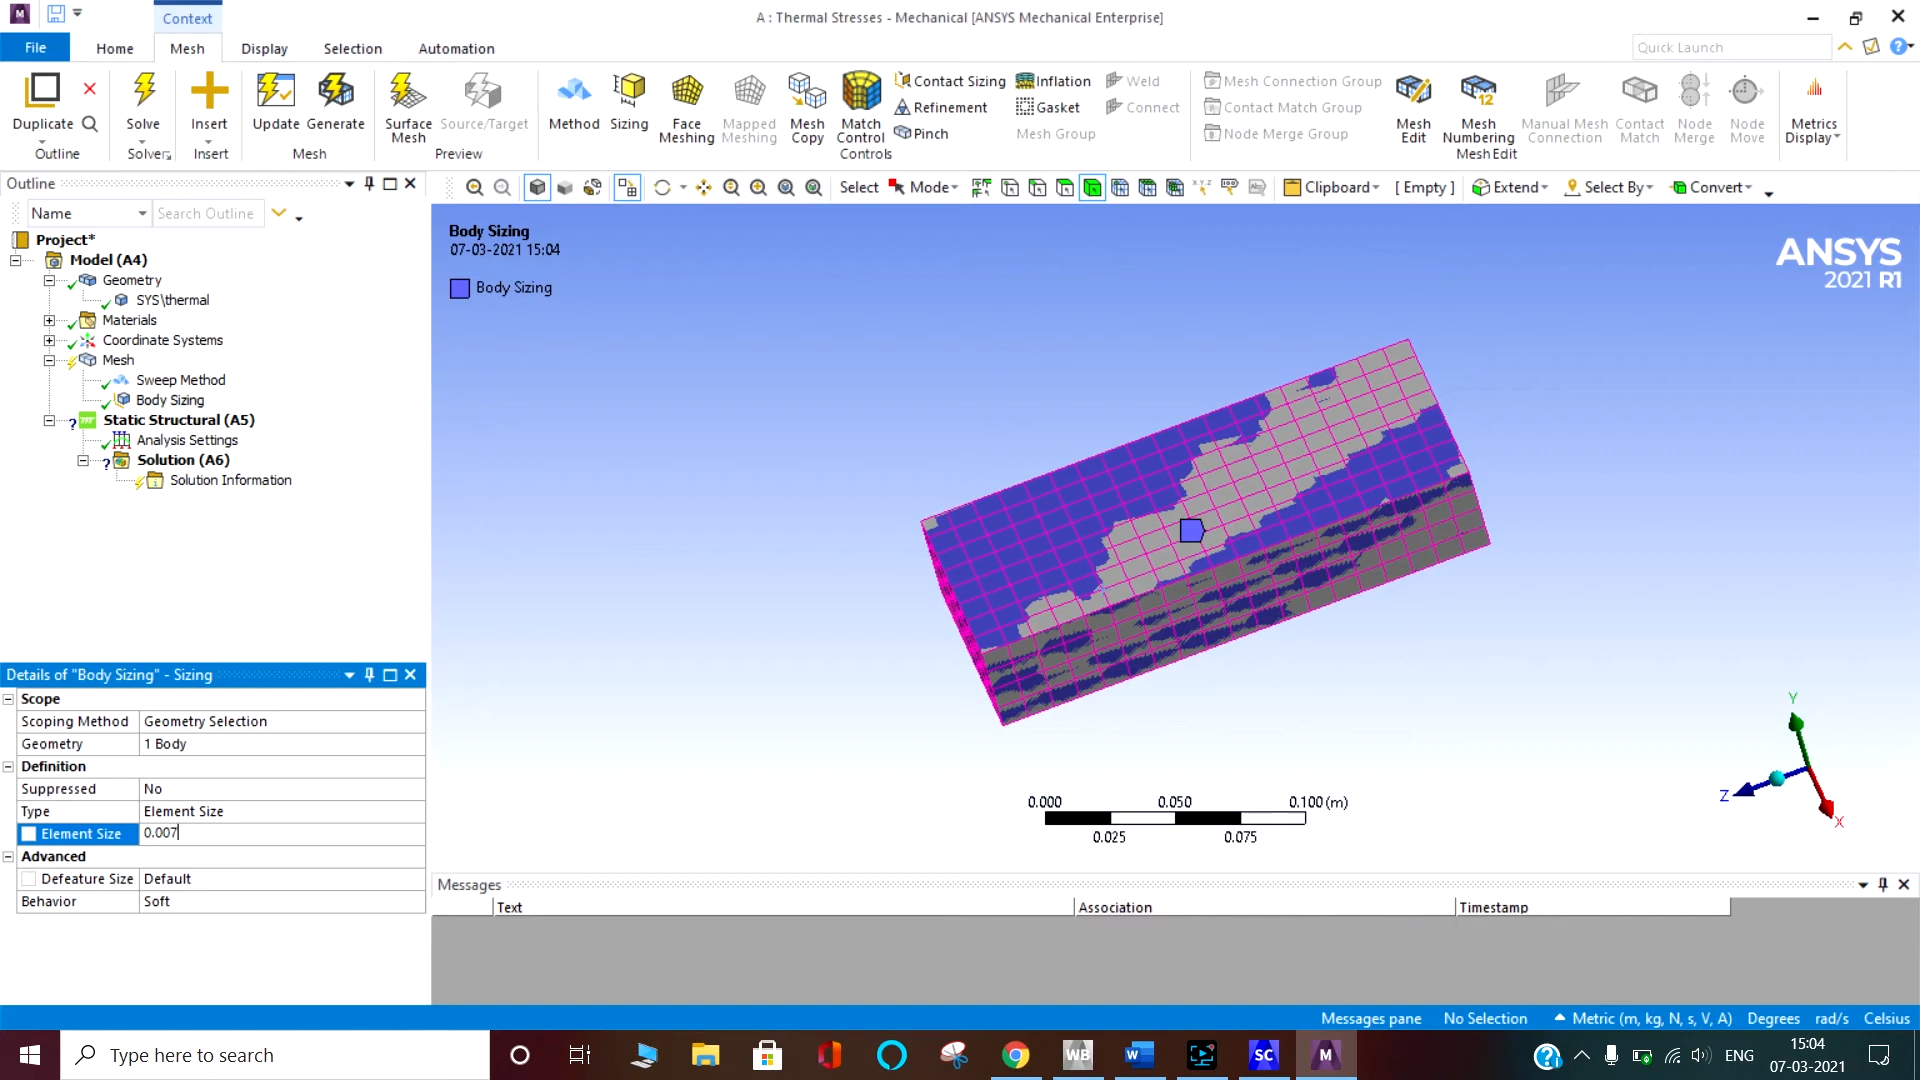 Context
A : Thermal Stresses - Mechanical [ANSYS Mechanical Enterprise]
File Home Mesh Display Selection Automation
Quick Launch
Duplicate
Outline
Solve
Solver
Insert
Insert
Update Generate
Mesh
Surface Mesh Source/Target
Preview
Method Sizing Face Meshing Mapped Meshing Mesh Copy Match Control
Contact Sizing Inflation Weld
Refinement Gasket Connect
Pinch Mesh Group
Controls
Mesh Connection Group
Contact Match Group
Node Merge Group
Mesh Edit Mesh Numbering Manual Mesh Connection Contact Match Node Merge Node Move
12
Mesh Edit
Metrics Display
Outline
Select Mode Clipboard [ Empty ] Extend Select By Convert
Name Search Outline
Project*
Model (A4)
Geometry
SYS\thermal
Materials
Coordinate Systems
Mesh
Sweep Method
Body Sizing
Static Structural (A5)
Analysis Settings
Solution (A6)
Solution Information
Body Sizing
07-03-2021 15:04
Body Sizing
ANSYS
2021 R1
Details of "Body Sizing" - Sizing
Scope
Scoping Method Geometry Selection
Geometry 1 Body
Definition
Suppressed No
Type Element Size
Element Size 0.007
Advanced
Defeature Size Default
Behavior Soft
Y
Z
X
0.000 0.050 0.100 (m)
0.025 0.075
Messages
Text Association Timestamp
Messages pane No Selection Metric (m, kg, N, s, V, A) Degrees rad/s Celsius
Type here to search
WB
W
SC
M
ENG
15:04
07-03-2021